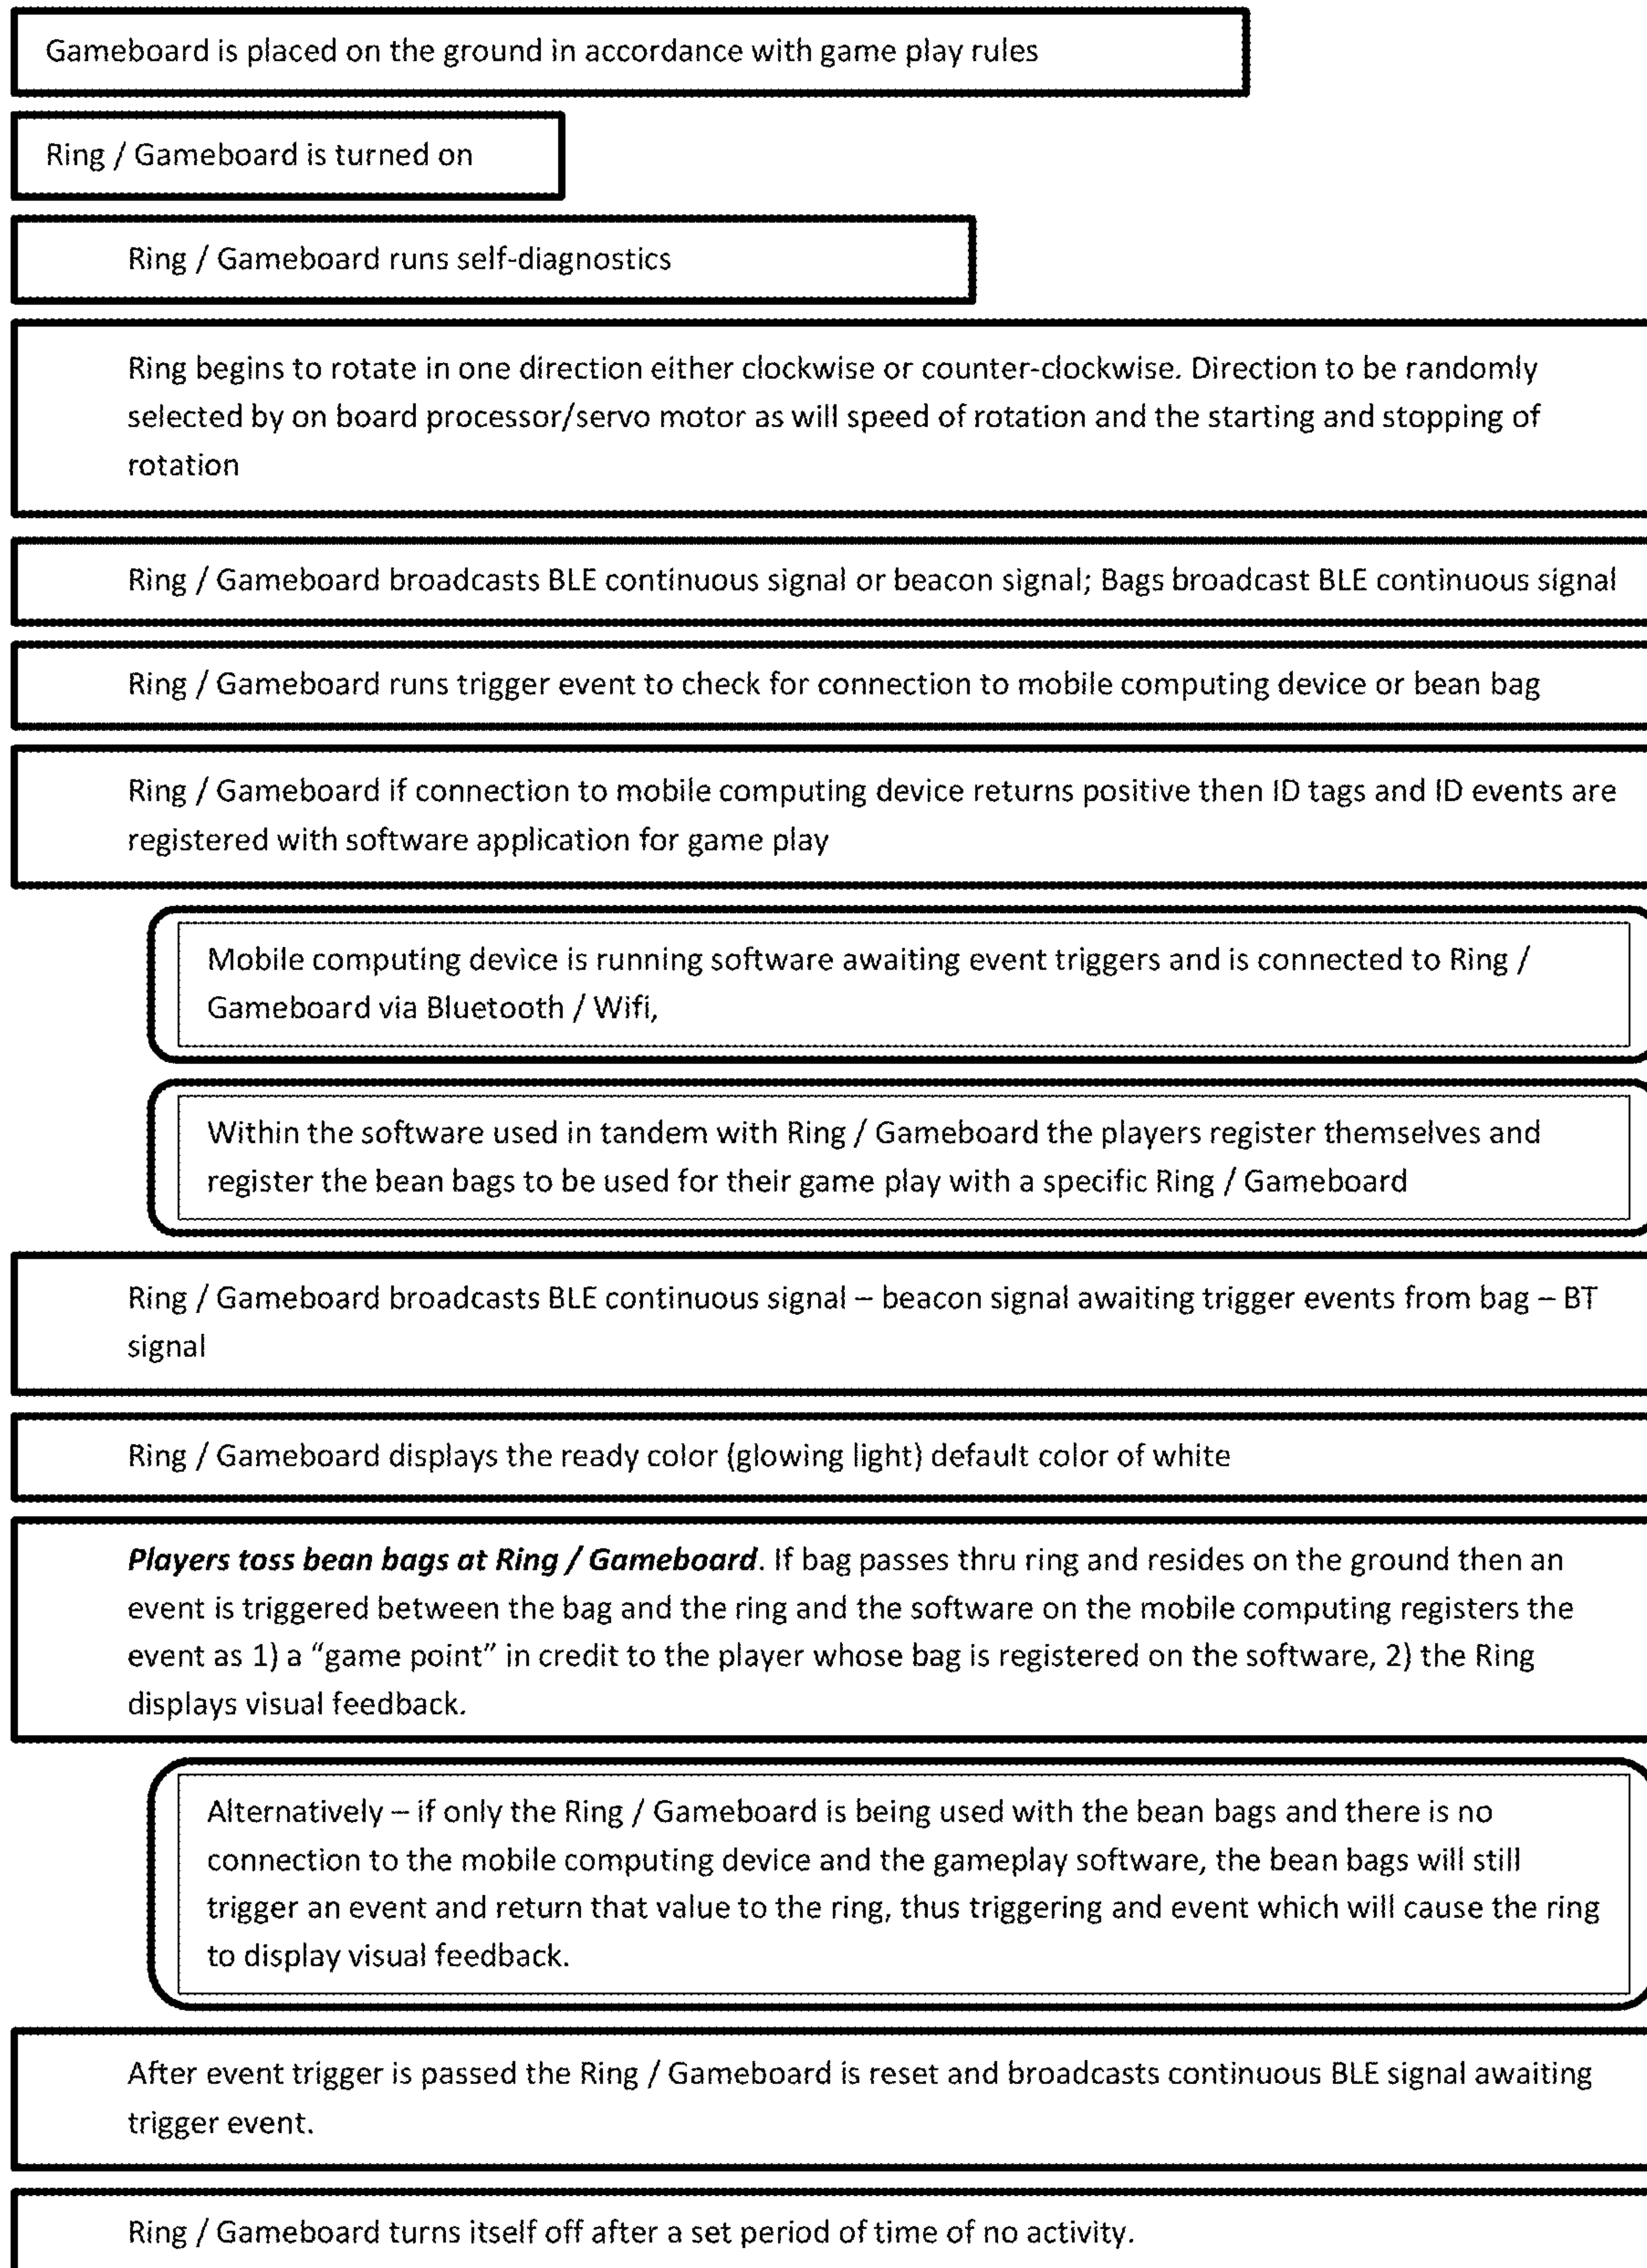 Gameboard is placed on the ground in accordance with game play rules
Ring / Gameboard is turned on
Ring / Gameboard runs self-diagnostics
Ring begins to rotate in one direction either clockwise or counter-clockwise. Direction to be randomly
selected by on board processor/servo motor as will speed of rotation and the starting and stopping of
rotation
Ring / Gameboard broadcasts BLE continuous signal or beacon signal; Bags broadcast BLE continuous signal
Ring / Gameboard runs trigger event to check for connection to mobile computing device or bean bag
Ring / Gameboard if connection to mobile computing device returns positive then ID tags and ID events are
registered with software application for game play
Mobile computing device is running software awaiting event triggers and is connected to Ring /
Gameboard via Bluetooth / Wifi,
Within the software used in tandem with Ring / Gameboard the players register themselves and
register the bean bags to be used for their game play with a specific Ring / Gameboard
Ring / Gameboard broadcasts BLE continuous signal – beacon signal awaiting trigger events from bag – BT
signal
Ring / Gameboard displays the ready color (glowing light) default color of white
Players toss bean bags at Ring / Gameboard. If bag passes thru ring and resides on the ground then an
event is triggered between the bag and the ring and the software on the mobile computing registers the
event as 1) a “game point” in credit to the player whose bag is registered on the software, 2) the Ring
displays visual feedback.
Alternatively – if only the Ring / Gameboard is being used with the bean bags and there is no
connection to the mobile computing device and the gameplay software, the bean bags will still
trigger an event and return that value to the ring, thus triggering and event which will cause the ring
to display visual feedback.
After event trigger is passed the Ring / Gameboard is reset and broadcasts continuous BLE signal awaiting
trigger event.
Ring / Gameboard turns itself off after a set period of time of no activity.